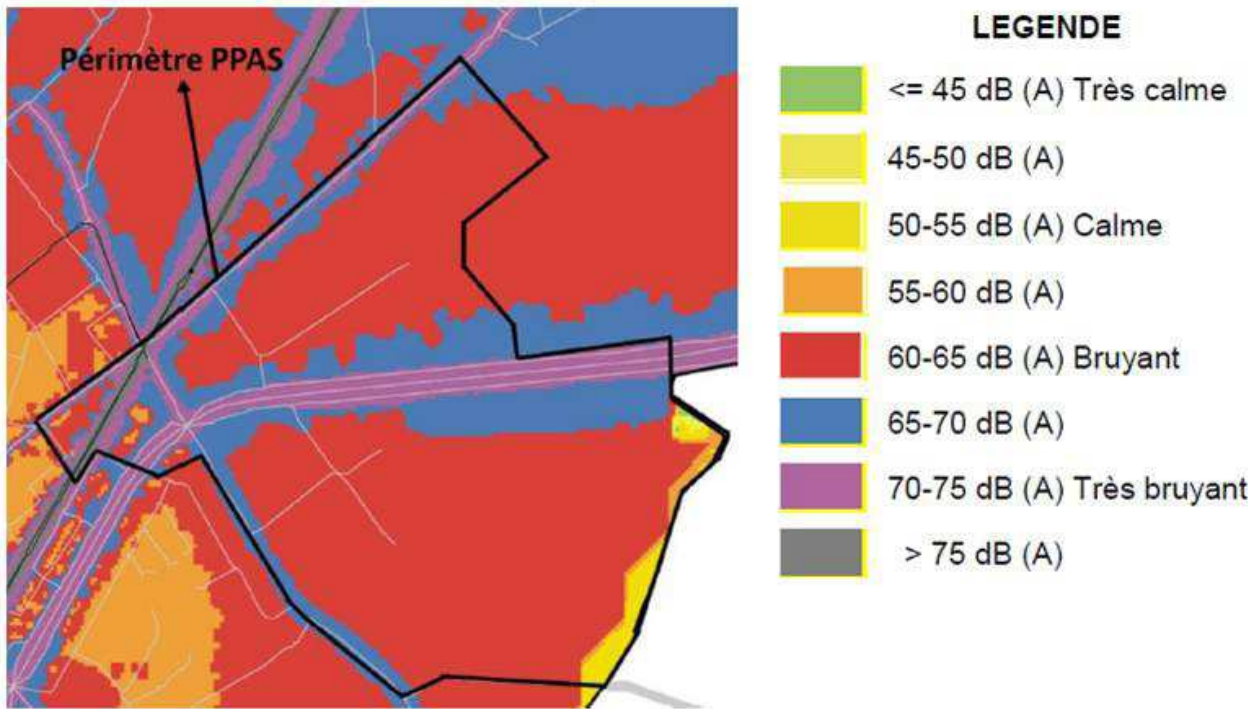 Périmètre PPAS
LEGENDE
<= 45 dB (A) Très calme
45-50 dB (A)
50-55 dB (A) Calme
55-60 dB (A)
60-65 dB (A) Bruyant
65-70 dB (A)
70-75 dB (A) Très bruyant
> 75 dB (A)